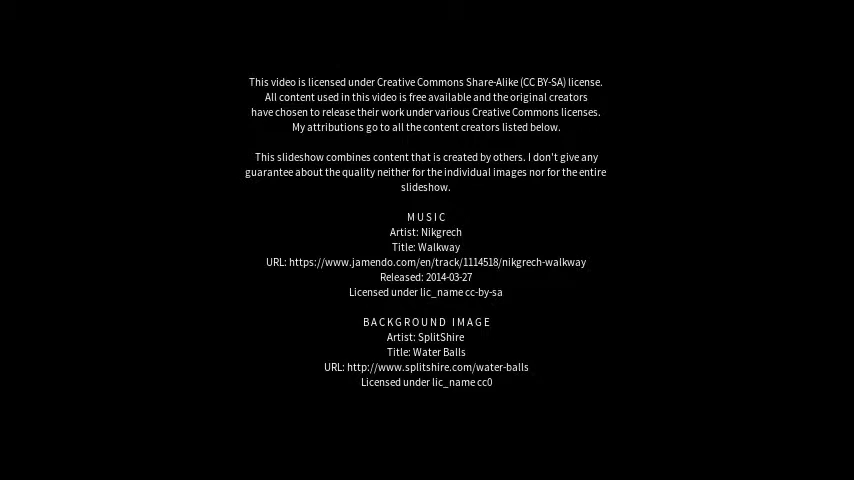 This video is licensed under Creative Commons Share-Alike (CC BY-SA) license.
All content used in this video is free available and the original creators
have chosen to release their work under various Creative Commons licenses.
My attributions go to all the content creators listed below.
This slideshow combines content that is created by others. I don't give any
guarantee about the quality neither for the individual images nor for the entire
slideshow.
MUSIC
Artist: Nikgrech
Title: Walkway
URL: https://www.jamendo.com/en/track/1114518/nikgrech-walkway
Released: 2014-03-27
Licensed under lic_name cc-by-sa
BACKGROUND IMAGE
Artist: SplitShire
Title: Water Balls
URL: http://www.splitshire.com/water-balls
Licensed under lic_name cc0